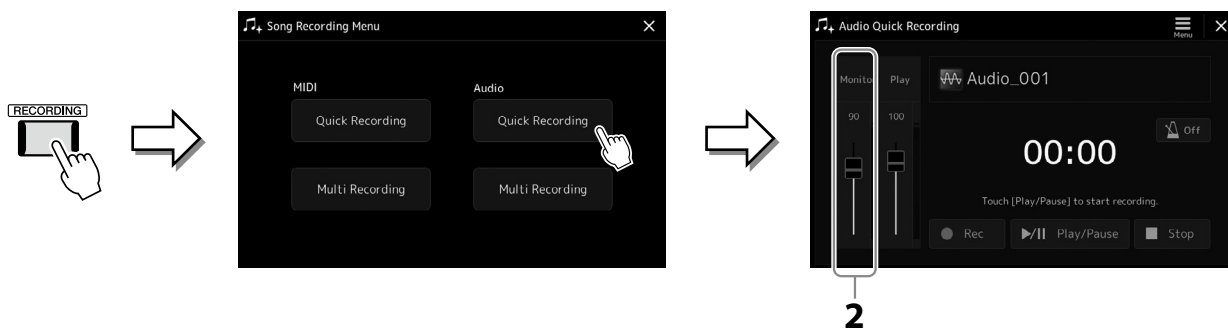 RECORDING
Song Recording Menu
MIDI
Audio
Quick Recording
Quick Recording
Multi Recording
Multi Recording
Audio Quick Recording
Menu
Monito
Play
90
100
Audio_001
Off
00:00
Touch [Play/Pause] to start recording.
Rec
Play/Pause
Stop
2